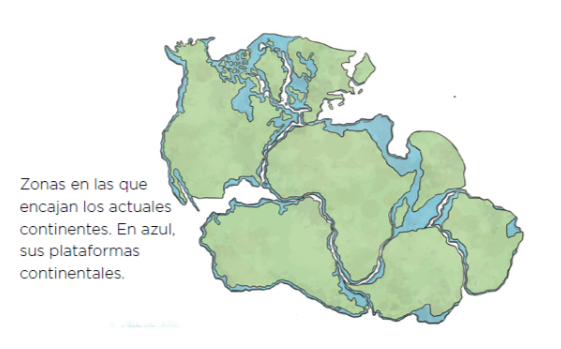 Zonas en las que
encajan los actuales
continentes. En azul,
sus plataformas
continentales.